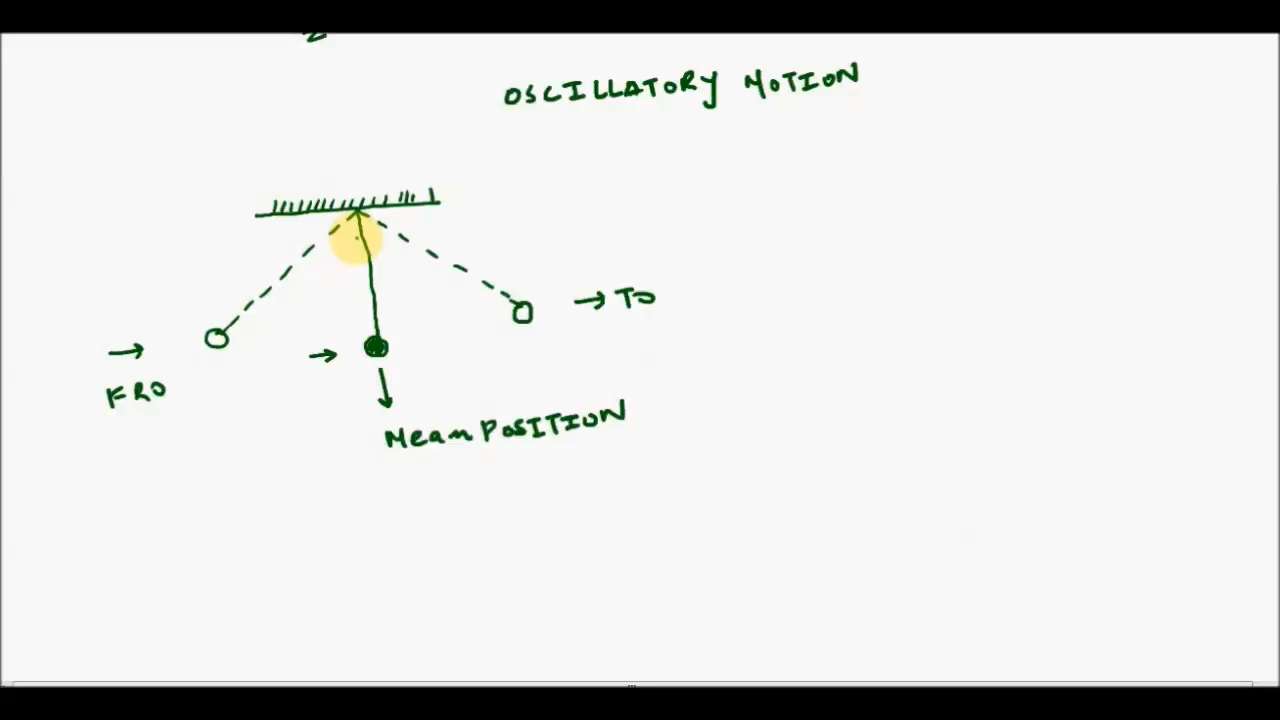 OSCILLATORY MOTION
→ TO
→
→
FRO
Mean POSITION